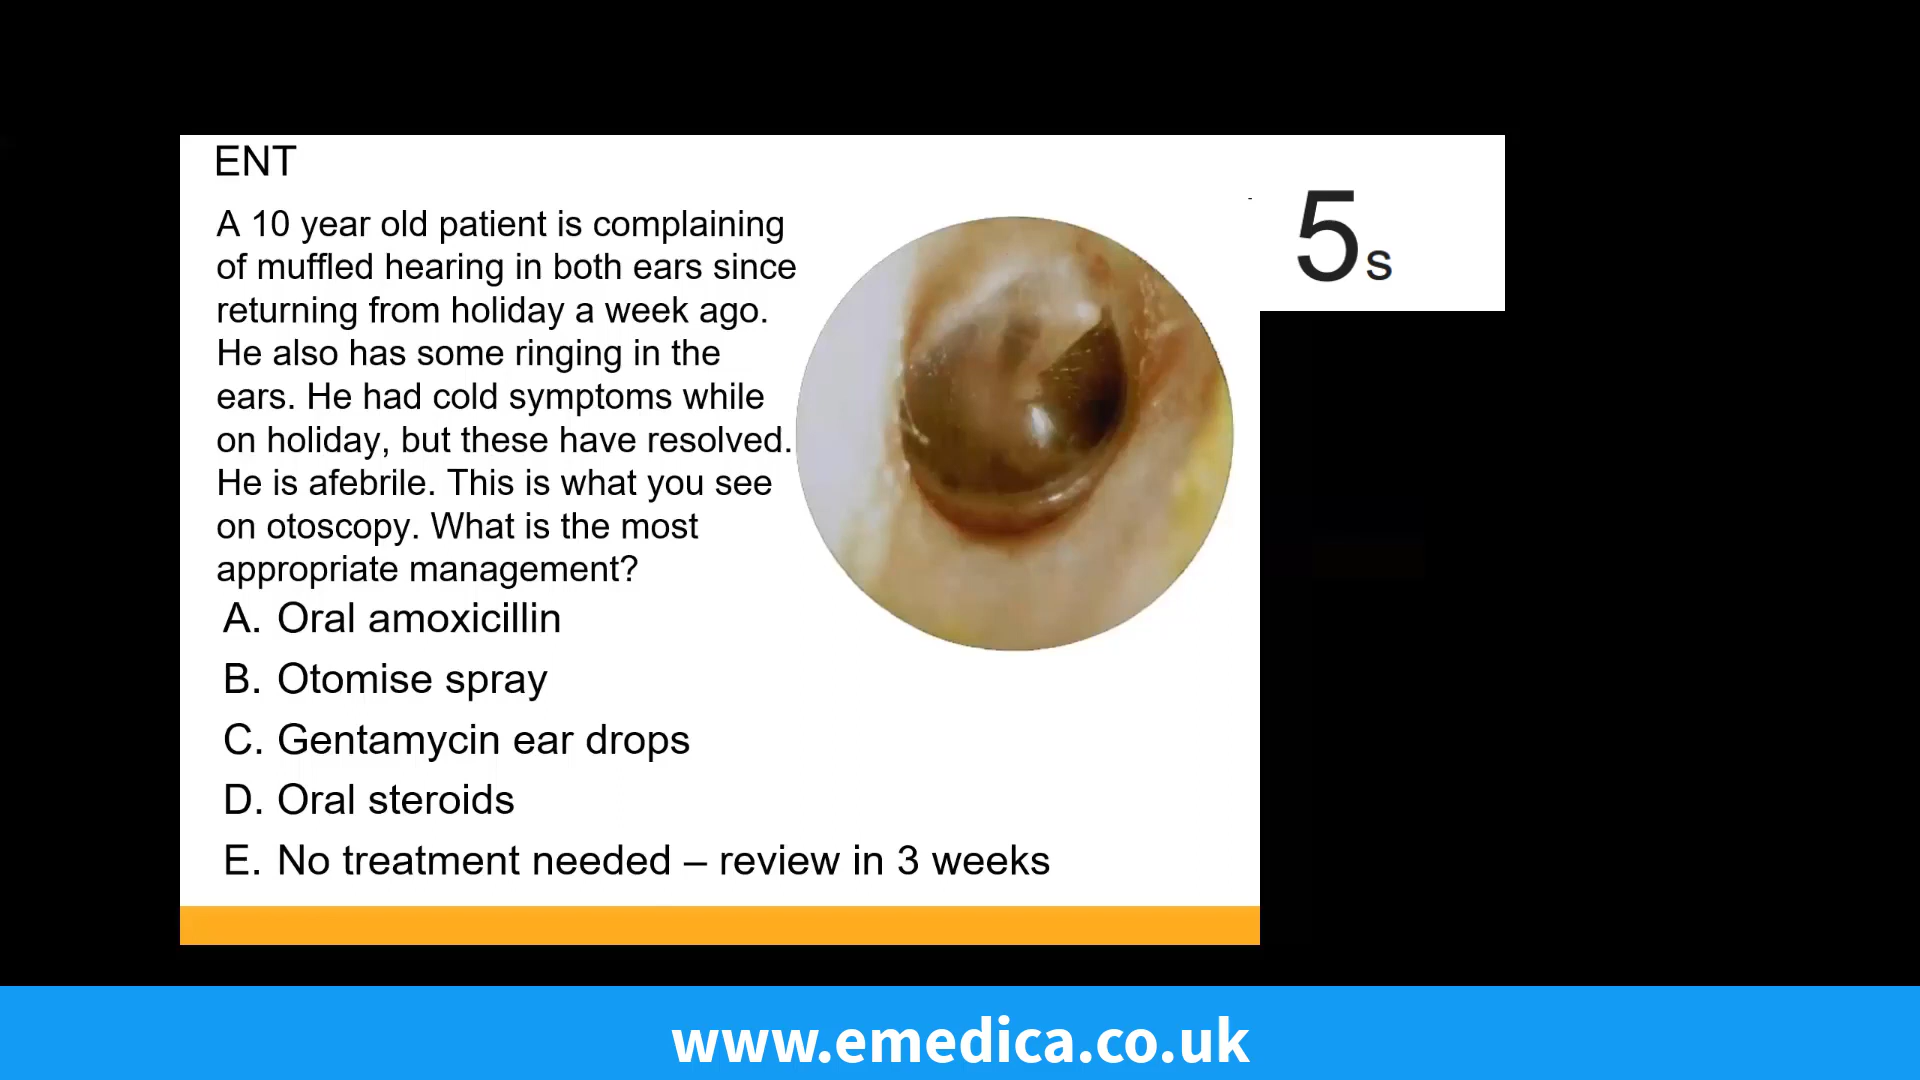 ENT
A 10 year old patient is complaining
of muffled hearing in both ears since
returning from holiday a week ago.
He also has some ringing in the
ears. He had cold symptoms while
on holiday, but these have resolved.
He is afebrile. This is what you see
on otoscopy. What is the most
appropriate management?
A. Oral amoxicillin
B. Otomise spray
C. Gentamycin ear drops
D. Oral steroids
E. No treatment needed – review in 3 weeks
5s
www.emedica.co.uk